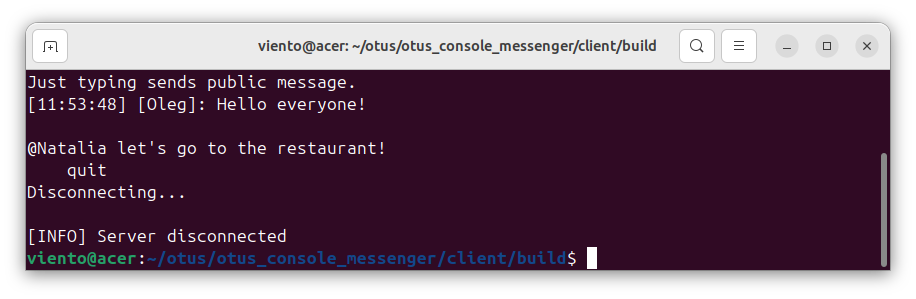 viento@acer: ~/otus/otus_console_messenger/client/build
Just typing sends public message.
[11:53:48] [Oleg]: Hello everyone!
@Natalia let's go to the restaurant!
quit
Disconnecting...
[INFO] Server disconnected
viento@acer:~/otus/otus_console_messenger/client/build$